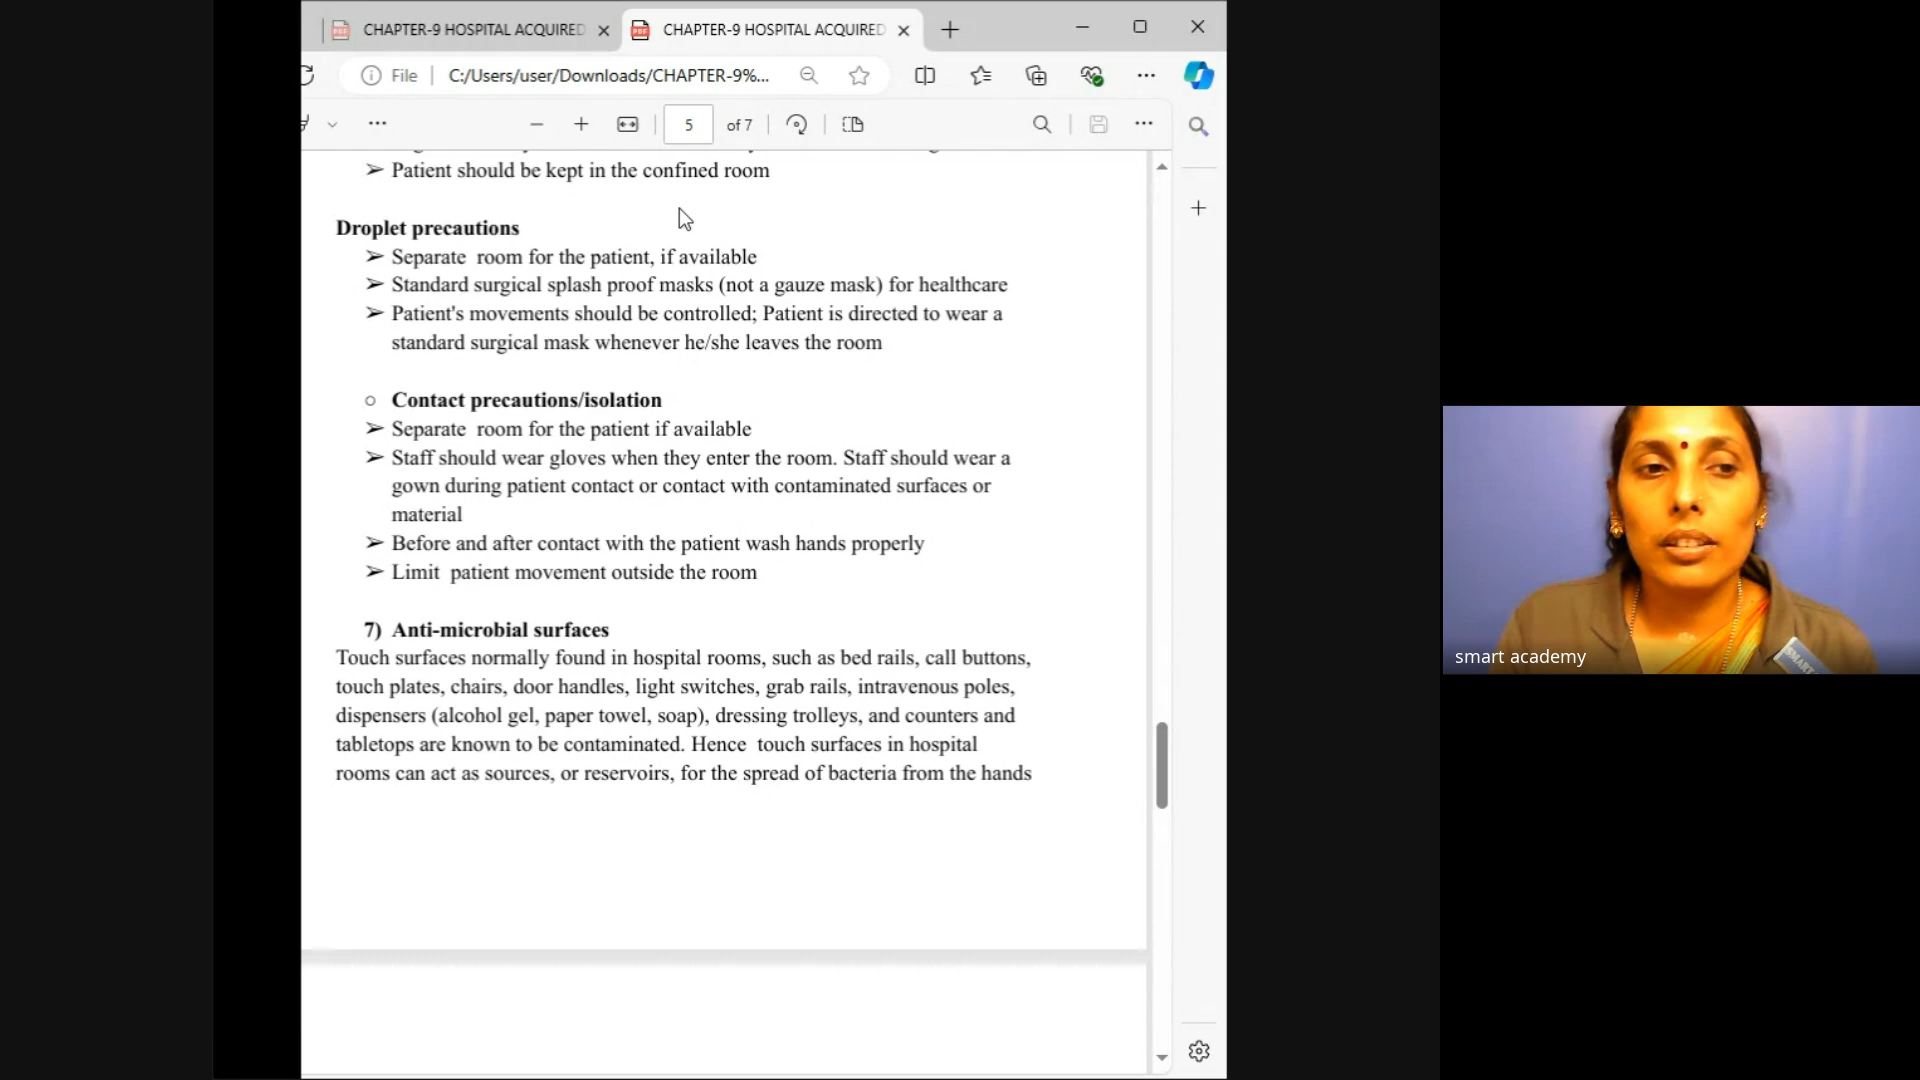 CHAPTER-9 HOSPITAL ACQUIRED
CHAPTER-9 HOSPITAL ACQUIRED
File
C:/Users/user/Downloads/CHAPTER-9%...
5 of 7
➢ Patient should be kept in the confined room
Droplet precautions
➢ Separate room for the patient, if available
➢ Standard surgical splash proof masks (not a gauze mask) for healthcare
➢ Patient's movements should be controlled; Patient is directed to wear a
standard surgical mask whenever he/she leaves the room
○ Contact precautions/isolation
➢ Separate room for the patient if available
➢ Staff should wear gloves when they enter the room. Staff should wear a
gown during patient contact or contact with contaminated surfaces or
material
➢ Before and after contact with the patient wash hands properly
➢ Limit patient movement outside the room
7) Anti-microbial surfaces
Touch surfaces normally found in hospital rooms, such as bed rails, call buttons,
touch plates, chairs, door handles, light switches, grab rails, intravenous poles,
dispensers (alcohol gel, paper towel, soap), dressing trolleys, and counters and
tabletops are known to be contaminated. Hence touch surfaces in hospital
rooms can act as sources, or reservoirs, for the spread of bacteria from the hands
smart academy